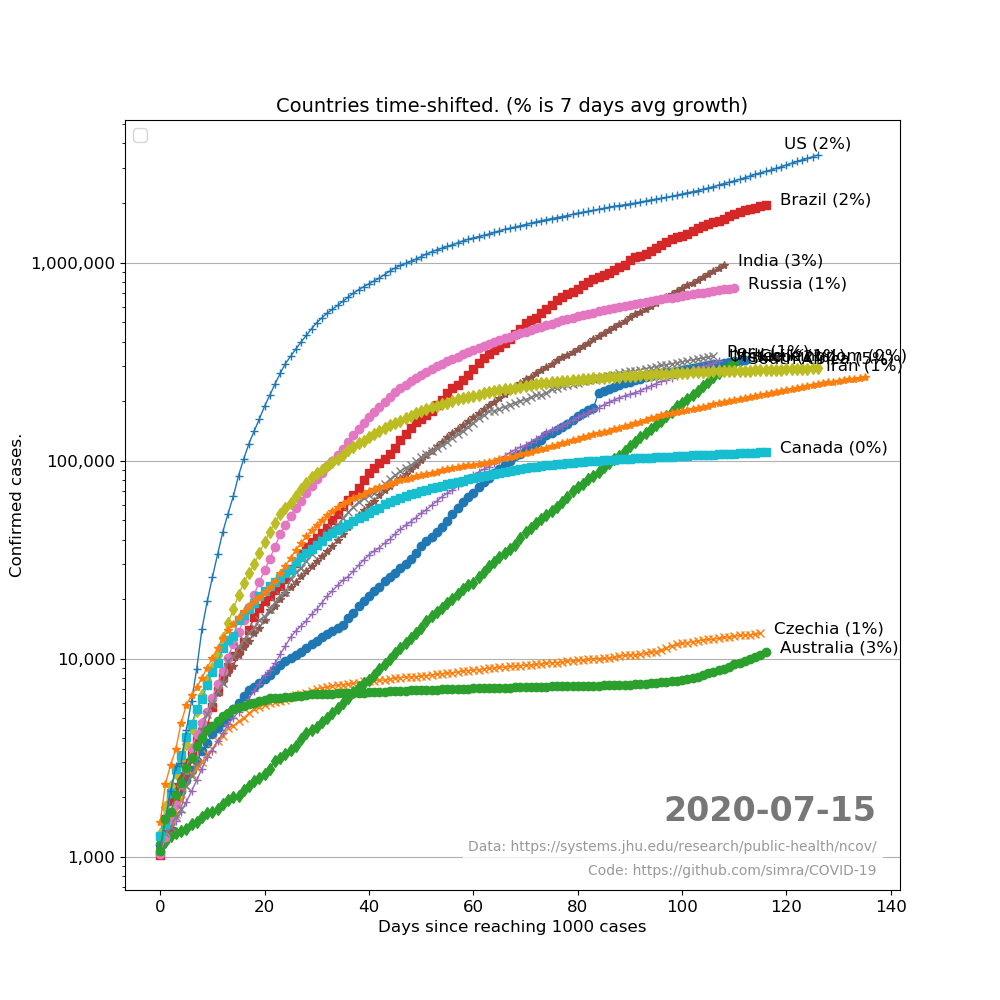 Countries time-shifted. (% is 7 days avg growth)
US (2%)
Brazil (2%)
1,000,000
India (3%)
Russia (1%)
Peru (1%)
Iran (1%)
100,000
Canada (0%)
Confirmed cases.
Czechia (1%)
10,000
Australia (3%)
2020-07-15
Data: https://systems.jhu.edu/research/public-health/ncov/
1,000
Code: https://github.com/simra/COVID-19
0 20 40 60 80 100 120 140
Days since reaching 1000 cases